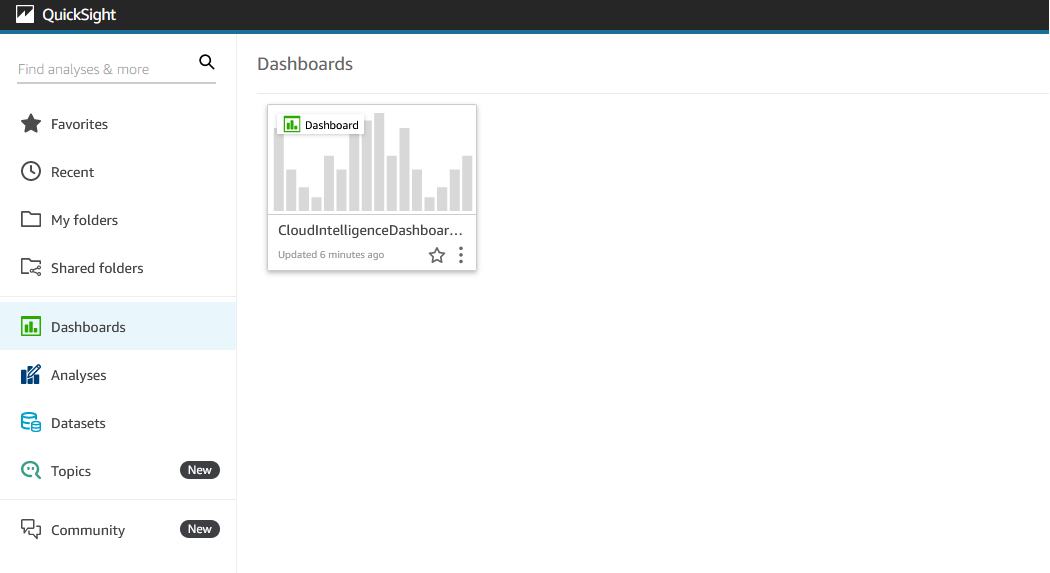 QuickSight
Find analyses & more
Favorites
Recent
My folders
Shared folders
Dashboards
Analyses
Datasets
Topics New
Community New
Dashboards
Dashboard
CloudIntelligenceDashboar...
Updated 6 minutes ago